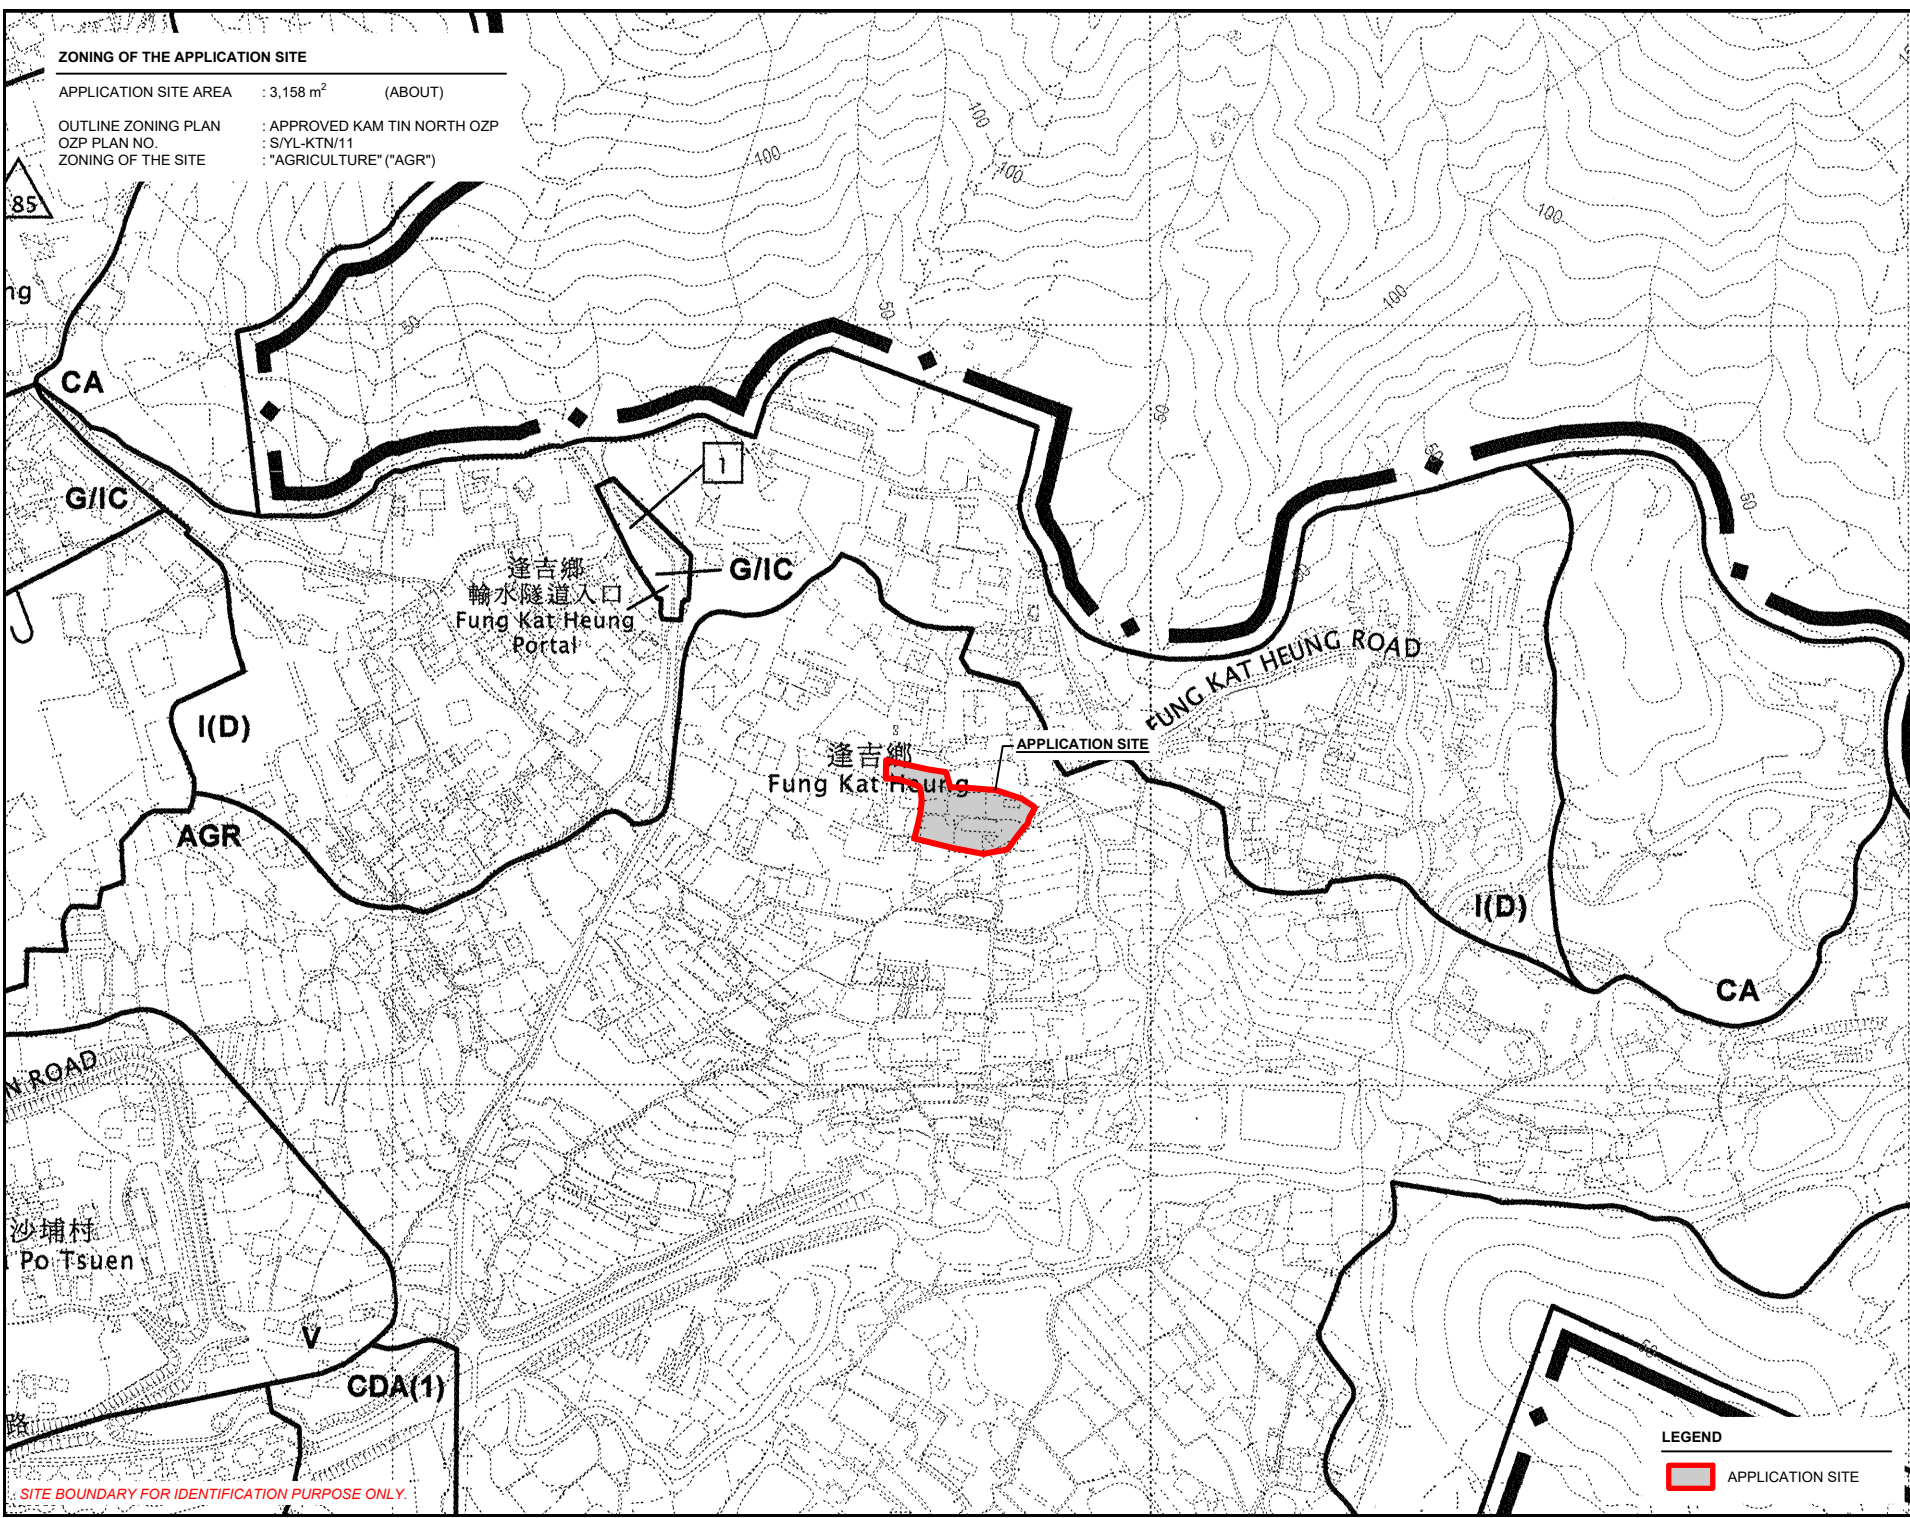 ZONING OF THE APPLICATION SITE
APPLICATION SITE AREA : 3,158 m² (ABOUT)
OUTLINE ZONING PLAN : APPROVED KAM TIN NORTH OZP
OZP PLAN NO. : S/YL-KTN/11
ZONING OF THE SITE : "AGRICULTURE" ("AGR")
85
ng
100
100
100
100
100
50
50
50
50
50
CA
G/IC
1
G/IC
逢吉鄉
輸水隧道入口
Fung Kat Heung
Portal
FUNG KAT HEUNG ROAD
I(D)
逢吉鄉
Fung Kat Heung
APPLICATION SITE
AGR
I(D)
CA
N ROAD
沙埔村
Po Tsuen
V
CDA(1)
路
50
LEGEND
APPLICATION SITE
SITE BOUNDARY FOR IDENTIFICATION PURPOSE ONLY.